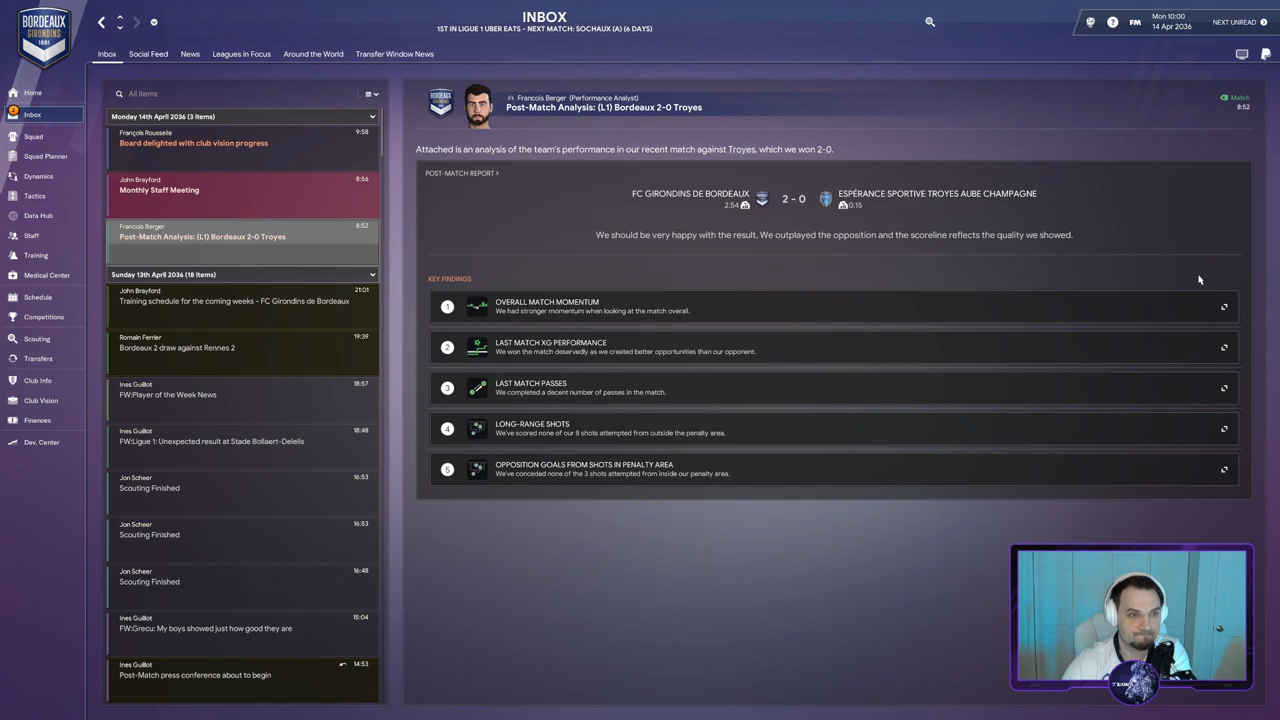 BORDEAUX
GIRONDINS
1881
INBOX
1ST IN LIGUE 1 UBER EATS - NEXT MATCH: SOCHAUX (A) (6 DAYS)
FM
Mon 10:00
14 Apr 2036
NEXT UNREAD
Inbox
Social Feed
News
Leagues in Focus
Around the World
Transfer Window News
Home
Inbox
Squad
Squad Planner
Dynamics
Tactics
Data Hub
Staff
Training
Medical Center
Schedule
Competitions
Scouting
Transfers
Club Info
Club Vision
Finances
Dev. Center
All Items
Monday 14th April 2036 (3 items)
François Rousselle
9:58
Board delighted with club vision progress
John Brayford
8:56
Monthly Staff Meeting
Francois Berger
8:52
Post-Match Analysis: (L1) Bordeaux 2-0 Troyes
Sunday 13th April 2036 (18 items)
John Brayford
21:01
Training schedule for the coming weeks - FC Girondins de Bordeaux
Romain Ferrier
19:39
Bordeaux 2 draw against Rennes 2
Ines Guillot
18:57
FW:Player of the Week News
Ines Guillot
18:48
FW:Ligue 1: Unexpected result at Stade Bollaert-Delelis
Jon Scheer
16:53
Scouting Finished
Jon Scheer
16:53
Scouting Finished
Jon Scheer
16:48
Scouting Finished
Ines Guillot
15:04
FW:Grecu: My boys showed just how good they are
Ines Guillot
14:53
Post-Match press conference about to begin
Francois Berger (Performance Analyst)
Post-Match Analysis: (L1) Bordeaux 2-0 Troyes
Match
8:52
Attached is an analysis of the team's performance in our recent match against Troyes, which we won 2-0.
POST-MATCH REPORT >
FC GIRONDINS DE BORDEAUX
2 - 0
ESPÉRANCE SPORTIVE TROYES AUBE CHAMPAGNE
2.54
0.15
We should be very happy with the result. We outplayed the opposition and the scoreline reflects the quality we showed.
KEY FINDINGS
1
OVERALL MATCH MOMENTUM
We had stronger momentum when looking at the match overall.
2
LAST MATCH XG PERFORMANCE
We won the match deservedly as we created better opportunities than our opponent.
3
LAST MATCH PASSES
We completed a decent number of passes in the match.
4
LONG-RANGE SHOTS
We've scored none of our 8 shots attempted from outside the penalty area.
5
OPPOSITION GOALS FROM SHOTS IN PENALTY AREA
We've conceded none of the 3 shots attempted from inside our penalty area.